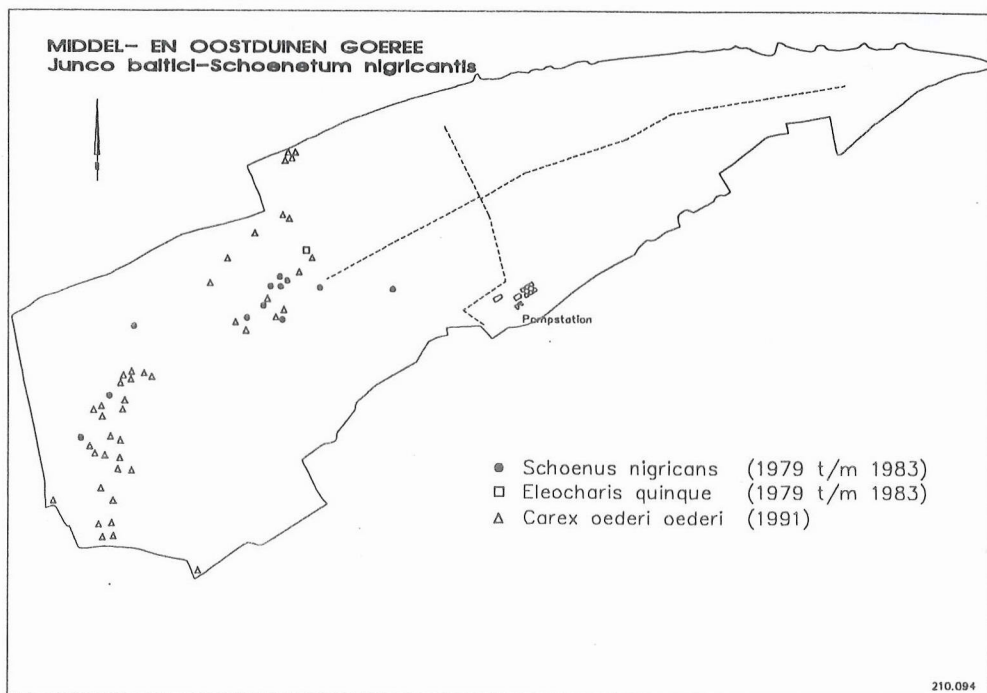 MIDDEL- EN OOSTDUINEN GOEREE
Junco baltici-Schoenetum nigricantis
Pompstation
Schoenus nigricans (1979 t/m 1983)
Eleocharis quinque (1979 t/m 1983)
Carex oederi oederi (1991)
210.094